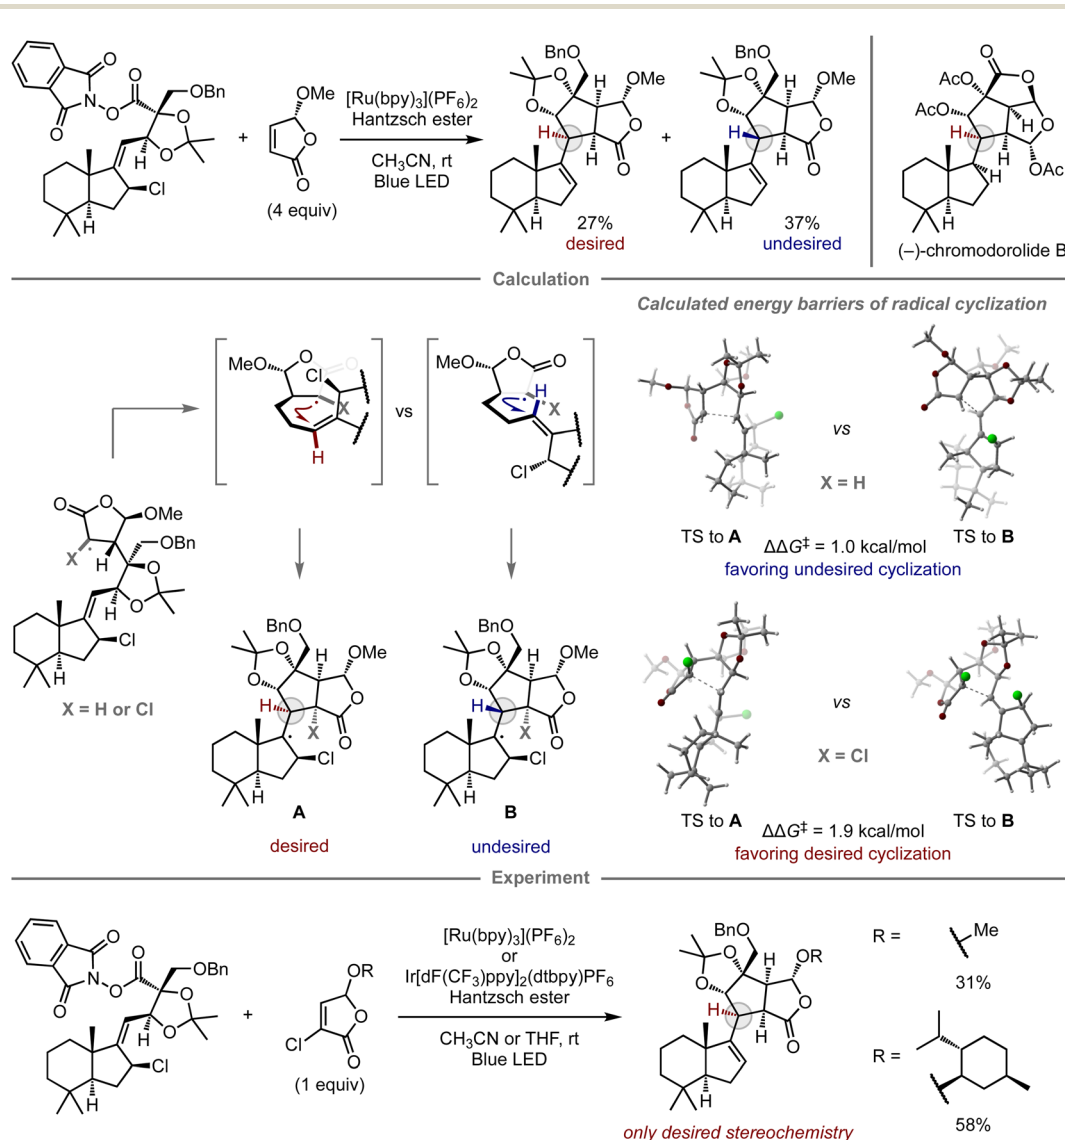 BnO
OMe
[Ru(bpy)3](PF6)2
Hantzsch ester
CH3CN, rt
Blue LED
(4 equiv)
27%
desired
37%
undesired
(–)-chromodorolide B
Calculation
Calculated energy barriers of radical cyclization
vs
X = H
TS to A
TS to B
ΔΔG‡ = 1.0 kcal/mol
favoring undesired cyclization
X = H or Cl
A
desired
B
undesired
vs
X = Cl
TS to A
TS to B
ΔΔG‡ = 1.9 kcal/mol
favoring desired cyclization
Experiment
[Ru(bpy)3](PF6)2
or
Ir[dF(CF3)ppy]2(dtbpy)PF6
Hantzsch ester
CH3CN or THF, rt
Blue LED
(1 equiv)
only desired stereochemistry
R = Me
31%
R =
58%